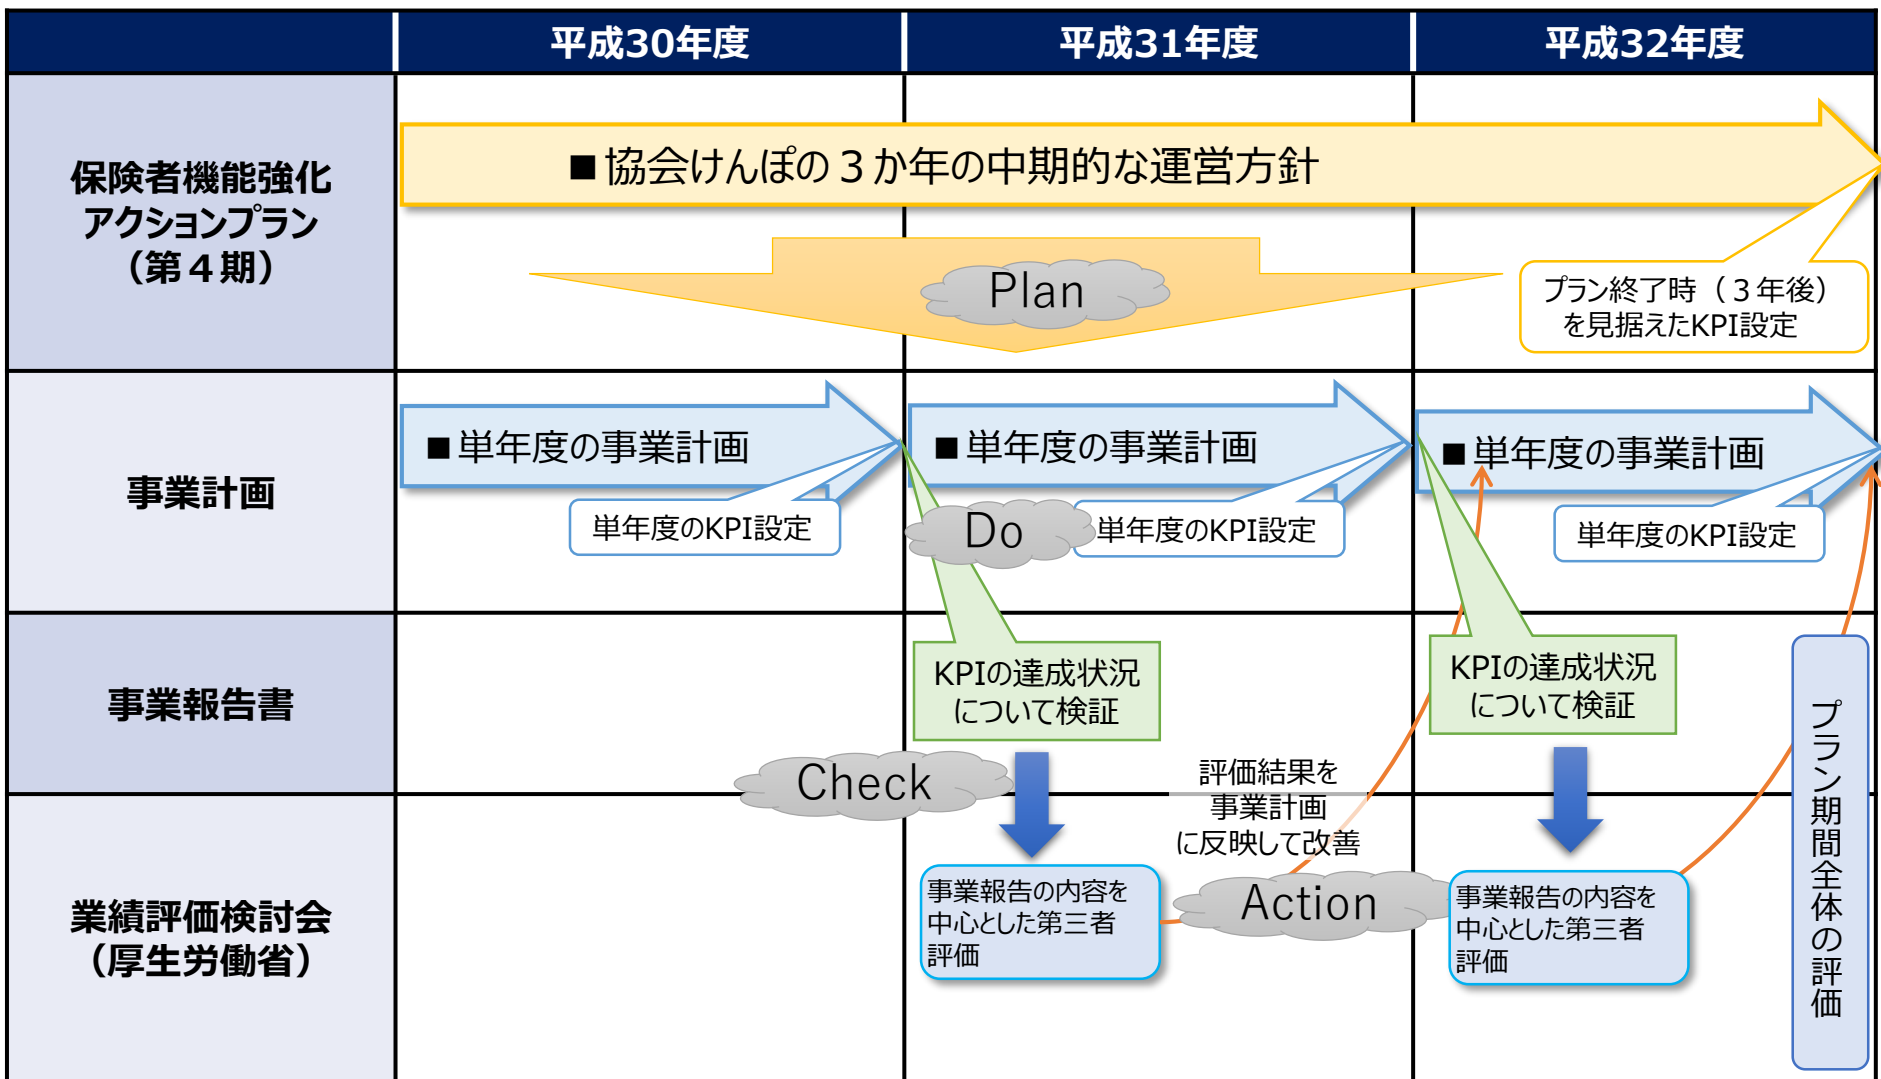 平成30年度
平成31年度
平成32年度
保険者機能強化
アクションプラン
（第４期）
■ 協会けんぽの３か年の中期的な運営方針
Plan
プラン終了時（３年後）
を見据えたKPI設定
事業計画
■ 単年度の事業計画
単年度のKPI設定
■ 単年度の事業計画
Do
単年度のKPI設定
■ 単年度の事業計画
単年度のKPI設定
事業報告書
KPIの達成状況
について検証
KPIの達成状況
について検証
Check
評価結果を
事業計画
に反映して改善
プラン期間全体の評価
業績評価検討会
（厚生労働省）
事業報告の内容を
中心とした第三者
評価
Action
事業報告の内容を
中心とした第三者
評価